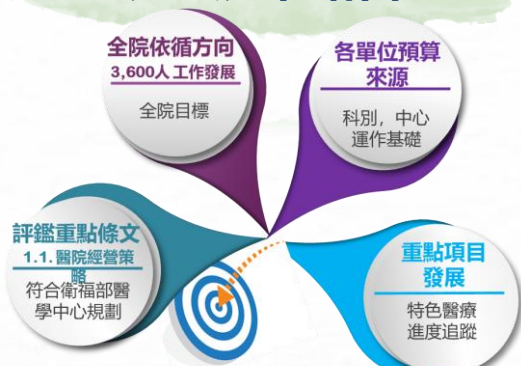 全院依循方向
3,600人工作發展
全院目標
各單位預算
來源
科別，中心
運作基礎
評鑑重點條文
1.1.醫院經營策
略
符合衛福部醫
學中心規劃
重點項目
發展
特色醫療
進度追蹤